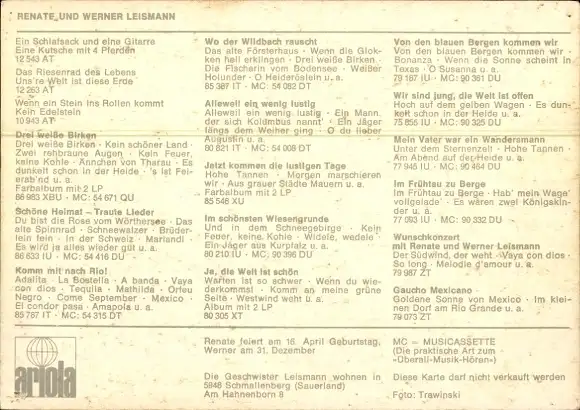 RENATE UND WERNER LEISMANN
Ein Schlafsack und eine Gitarre
Eine Kutsche mit 4 Pferden
12 543 AT
Das Riesenrad des Lebens
Uns're Welt ist diese Erde
12 263 AT
Wenn ein Stein ins Rollen kommt
Kein Edelstein
10 943 AT
Drei weiße Birken
Drei weiße Birken · Kein schöner Land ·
Zwei rehbraune Augen · Kein Feuer,
keine Kohle · Ännchen von Tharau · Es
dunkelt schon in der Heide · 's ist Fei-
erab'nd u. a.
Farbalbum mit 2 LP
86 983 XBU · MC: 54 671 QU
Schöne Heimat – Traute Lieder
Du bist die Rose vom Wörthersee · Das
alte Spinnrad · Schneewalzer · Brüder-
lein fein · In der Schweiz · Mariandl ·
Es wird ja alles wieder gut u. a.
86 633 IU · MC: 54 416 DU
Komm mit nach Rio!
Adalita · La Bostella · A banda · Vaya
con dios · Tequila · Mathilda · Orfeu
Negro · Come September · Mexico ·
El condor pasa · Amapola u. a.
85 787 IT · MC: 54 315 DT
Wo der Wildbach rauscht
Das alte Försterhaus · Wenn die Glok-
ken hell erklingen · Drei weiße Birken ·
Die Fischerin vom Bodensee · Weißer
Holunder · O Heideröslein u. a.
85 367 IT · MC: 54 082 DT
Alleweil ein wenig lustig
Alleweil ein wenig lustig · Ein Mann,
der sich Kolumbus nannt' · Ein Jäger
längs dem Weiher ging · O du lieber
Augustin u. a.
80 821 IT · MC: 54 008 DT
Jetzt kommen die lustigen Tage
Hohe Tannen · Morgen marschieren
wir · Aus grauer Städte Mauern u. a.
Farbalbum mit 2 LP
85 548 XU
Im schönsten Wiesengrunde
Und in dem Schneegebirge · Kein
Feuer, keine Kohle · Widele, wedele ·
Ein Jäger aus Kurpfalz u. a.
80 210 IU · MC: 90 396 DU
Ja, die Welt ist schön
Warten ist so schwer · Wenn du wie-
derkommst · Komm an meine grüne
Seite · Westwind weht u. a.
Album mit 2 LP
80 305 XT
Von den blauen Bergen kommen wir
Von den blauen Bergen kommen wir ·
Bonanza · Wenn die Sonne scheint in
Texas · O Susanna u. a.
79 187 IU · MC: 90 361 DU
Wir sind jung, die Welt ist offen
Hoch auf dem gelben Wagen · Es dun-
kelt schon in der Heide u. a.
75 855 IU · MC: 90 325 DU
Mein Vater war ein Wandersmann
Unter dem Sternenzelt · Hohe Tannen ·
Am Abend auf der Heide u. a.
77 945 IU · MC: 90 464 DU
Im Frühtau zu Berge
Im Frühtau zu Berge · Hab' mein Wage'
vollgelade' · Es waren zwei Königskin-
der u. a.
77 093 IU · MC: 90 332 DU
Wunschkonzert
mit Renate und Werner Leismann
Der Südwind, der weht · Vaya con dios ·
So long · Melodie d'amour u. a.
79 987 ZT
Gaucho Mexicano
Goldene Sonne von Mexico · Im klei-
nen Dorf am Rio Grande u. a.
79 073 ZT
ariola
Renate feiert am 16. April Geburtstag,
Werner am 31. Dezember
Die Geschwister Leismann wohnen in
5948 Schmallenberg (Sauerland)
Am Hahnenborn 8
MC = MUSICASSETTE
(Die praktische Art zum
»Überall-Musik-Hören«)
Diese Karte darf nicht verkauft werden
Foto: Trawinski